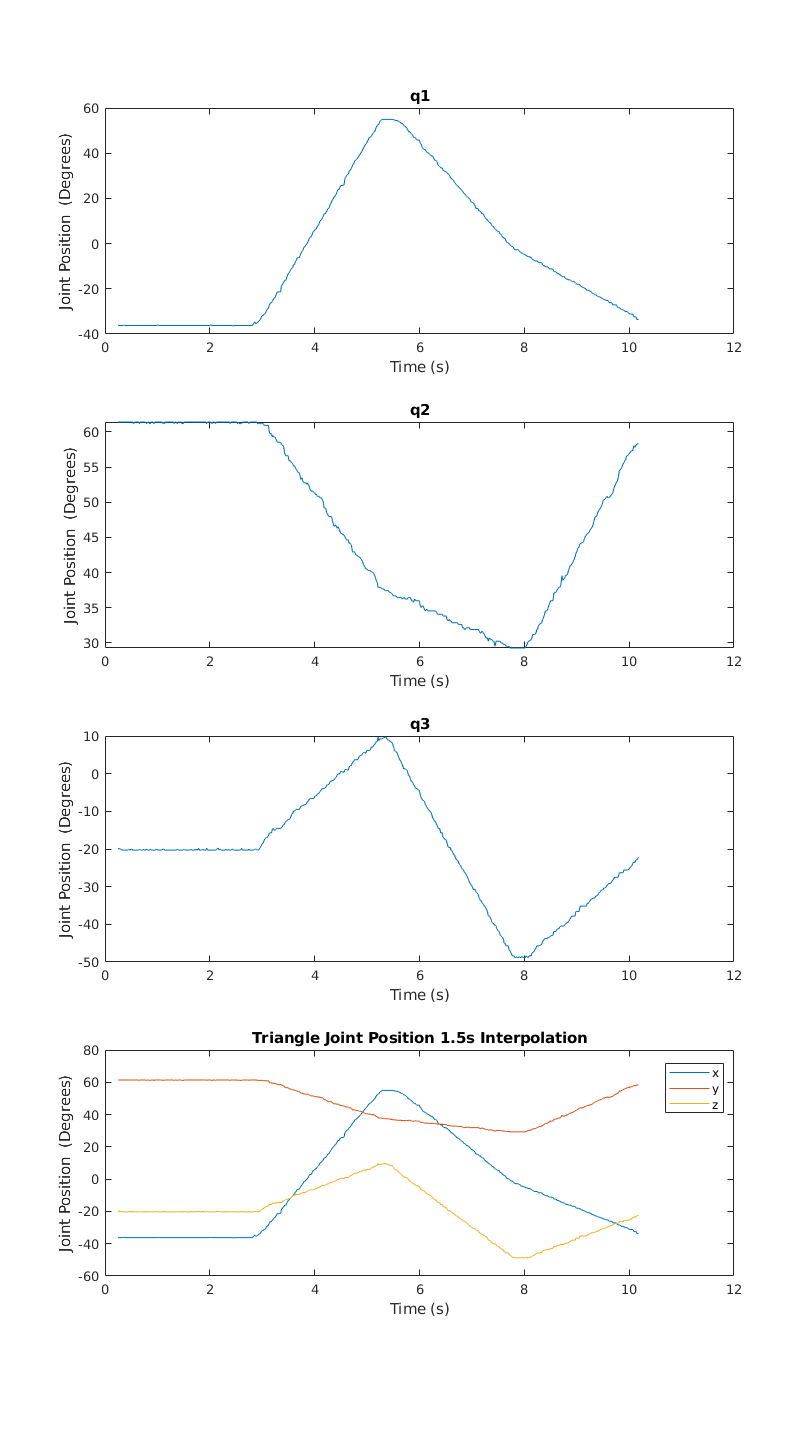 q1
60
40
20
0
-20
-40
Joint Position (Degrees)
0 2 4 6 8 10 12
Time (s)
q2
60
55
50
45
40
35
30
Joint Position (Degrees)
0 2 4 6 8 10 12
Time (s)
q3
10
0
-10
-20
-30
-40
-50
Joint Position (Degrees)
0 2 4 6 8 10 12
Time (s)
Triangle Joint Position 1.5s Interpolation
80
60
40
20
0
-20
-40
-60
Joint Position (Degrees)
x
y
z
0 2 4 6 8 10 12
Time (s)